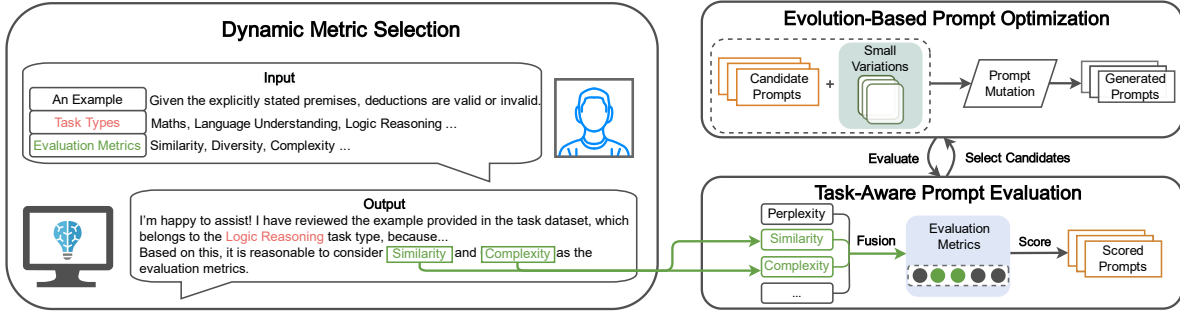 Dynamic Metric Selection
Input
An Example
Given the explicitly stated premises, deductions are valid or invalid.
Task Types
Maths, Language Understanding, Logic Reasoning ...
Evaluation Metrics
Similarity, Diversity, Complexity ...
Output
I'm happy to assist! I have reviewed the example provided in the task dataset, which
belongs to the Logic Reasoning task type, because...
Based on this, it is reasonable to consider Similarity and Complexity as the
evaluation metrics.
Evolution-Based Prompt Optimization
Candidate
Prompts
+
Small
Variations
Prompt
Mutation
Generated
Prompts
Evaluate
Select Candidates
Task-Aware Prompt Evaluation
Perplexity
Similarity
Complexity
...
Fusion
Evaluation
Metrics
Score
Scored
Prompts